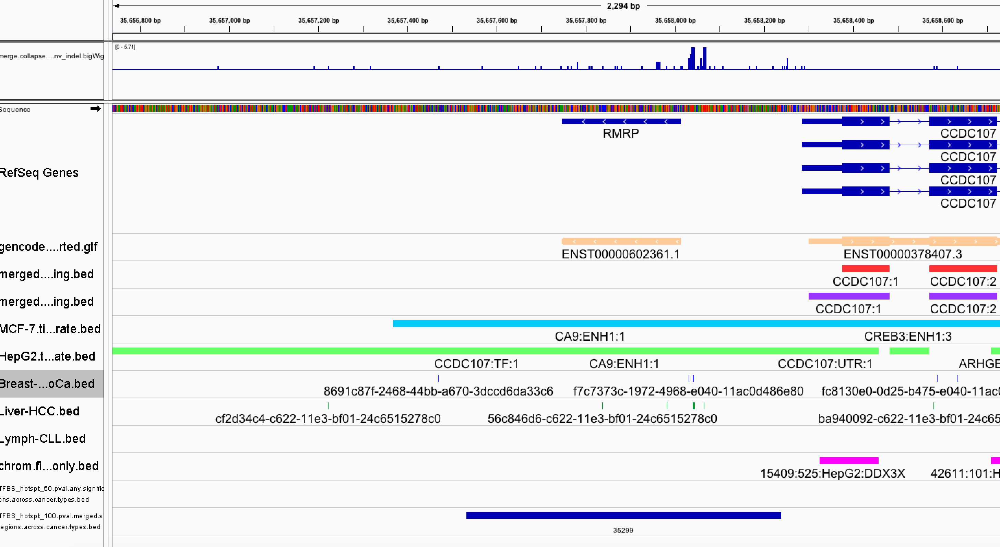 2,294 bp
35,656,800 bp 35,657,000 bp 35,657,200 bp 35,657,400 bp 35,657,600 bp 35,657,800 bp 35,658,000 bp 35,658,200 bp 35,658,400 bp 35,658,600 bp
[0 - 5.71]
merge.collapse....nv_indel.bigWig
Sequence
RMRP CCDC107
CCDC107
RefSeq Genes
CCDC107
CCDC107
gencode....rted.gtf
ENST00000602361.1 ENST00000378407.3
merged....ing.bed
CCDC107:1 CCDC107:2
merged....ing.bed
CCDC107:1 CCDC107:2
MCF-7.ti...rate.bed
CA9:ENH1:1 CREB3:ENH1:3
HepG2.t...ate.bed
CCDC107:TF:1 CA9:ENH1:1 CCDC107:UTR:1 ARHGE
Breast-...oCa.bed
8691c87f-2468-44bb-a670-3dccd6da33c6 f7c7373c-1972-4968-e040-11ac0d486e80 fc8130e0-0d25-b475-e040-11ac0
Liver-HCC.bed
cf2d34c4-c622-11e3-bf01-24c6515278c0 56c846d6-c622-11e3-bf01-24c6515278c0 ba940092-c622-11e3-bf01-24c65
Lymph-CLL.bed
chrom.fi...only.bed
15409:525:HepG2:DDX3X 42611:101:H
TFBS_hotspt_50.pval.any.signific
ons.across.cancer.types.bed
TFBS_hotspt_100.pval.merged.s
egions.across.cancer.types.bed
35299